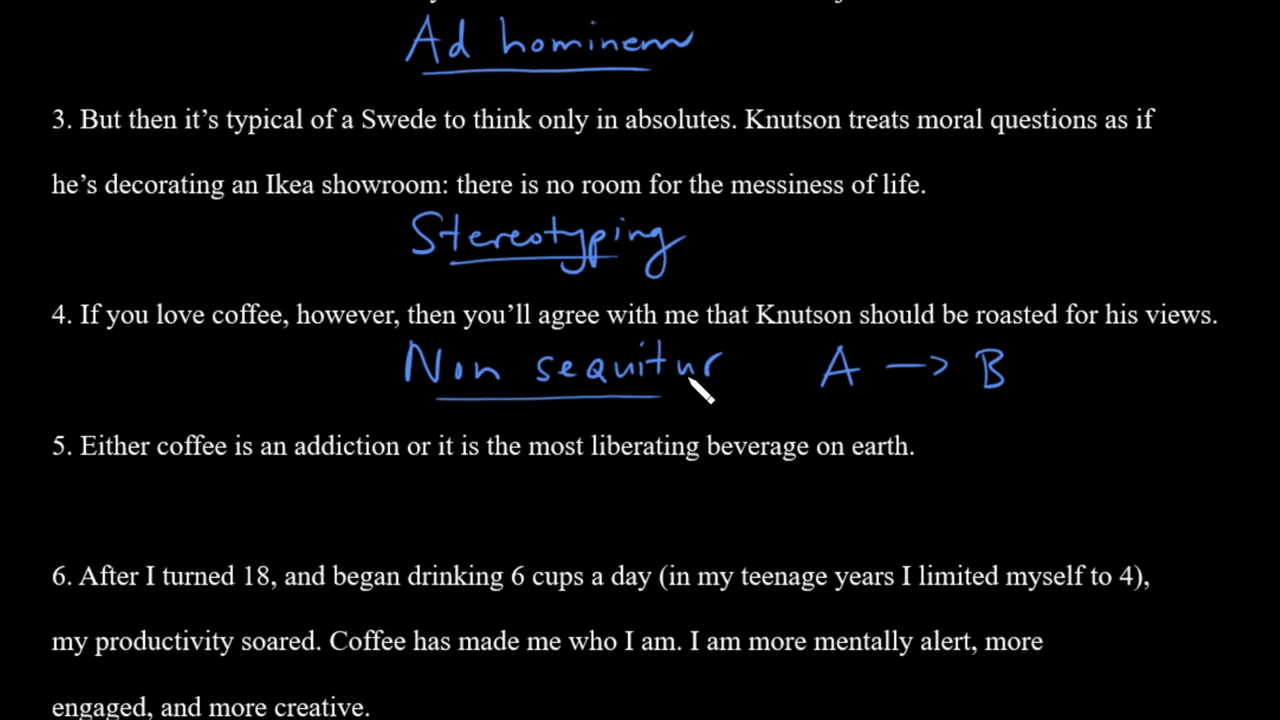 Ad hominem
3. But then it’s typical of a Swede to think only in absolutes. Knutson treats moral questions as if
he’s decorating an Ikea showroom: there is no room for the messiness of life.
Stereotyping
4. If you love coffee, however, then you’ll agree with me that Knutson should be roasted for his views.
Non sequitur A —> B
5. Either coffee is an addiction or it is the most liberating beverage on earth.
6. After I turned 18, and began drinking 6 cups a day (in my teenage years I limited myself to 4),
my productivity soared. Coffee has made me who I am. I am more mentally alert, more
engaged, and more creative.